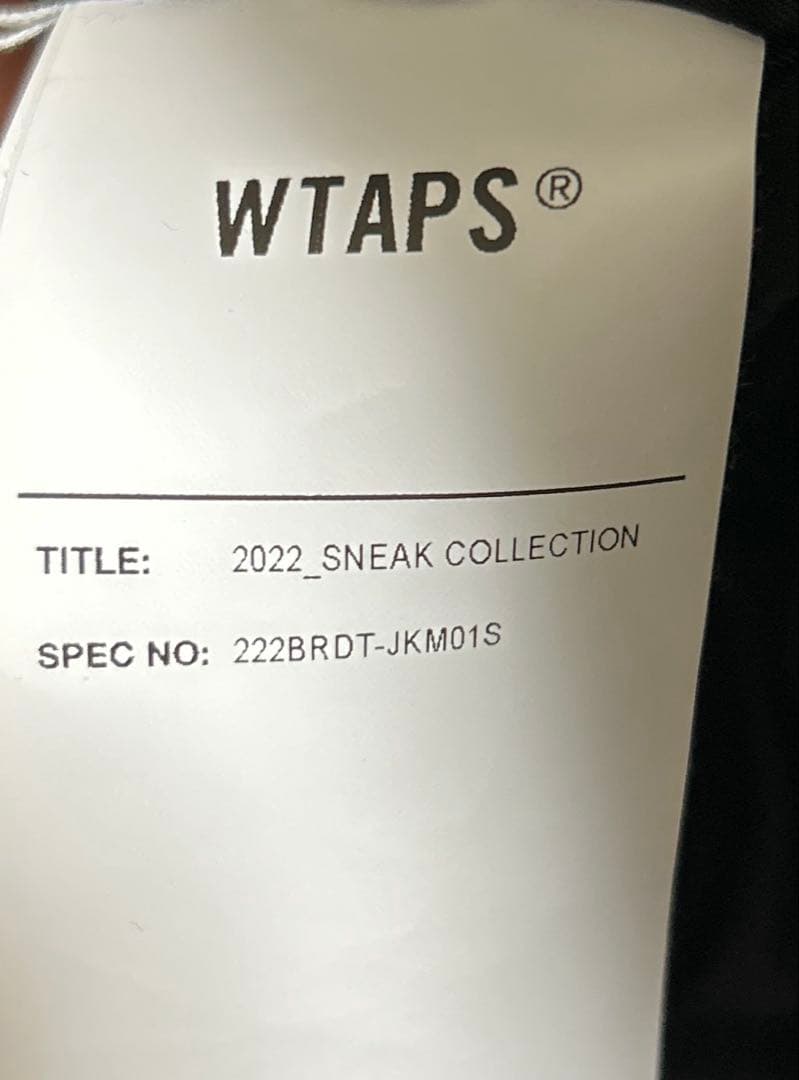 WTAPS®
TITLE: 2022_SNEAK COLLECTION
SPEC NO: 222BRDT-JKM01S